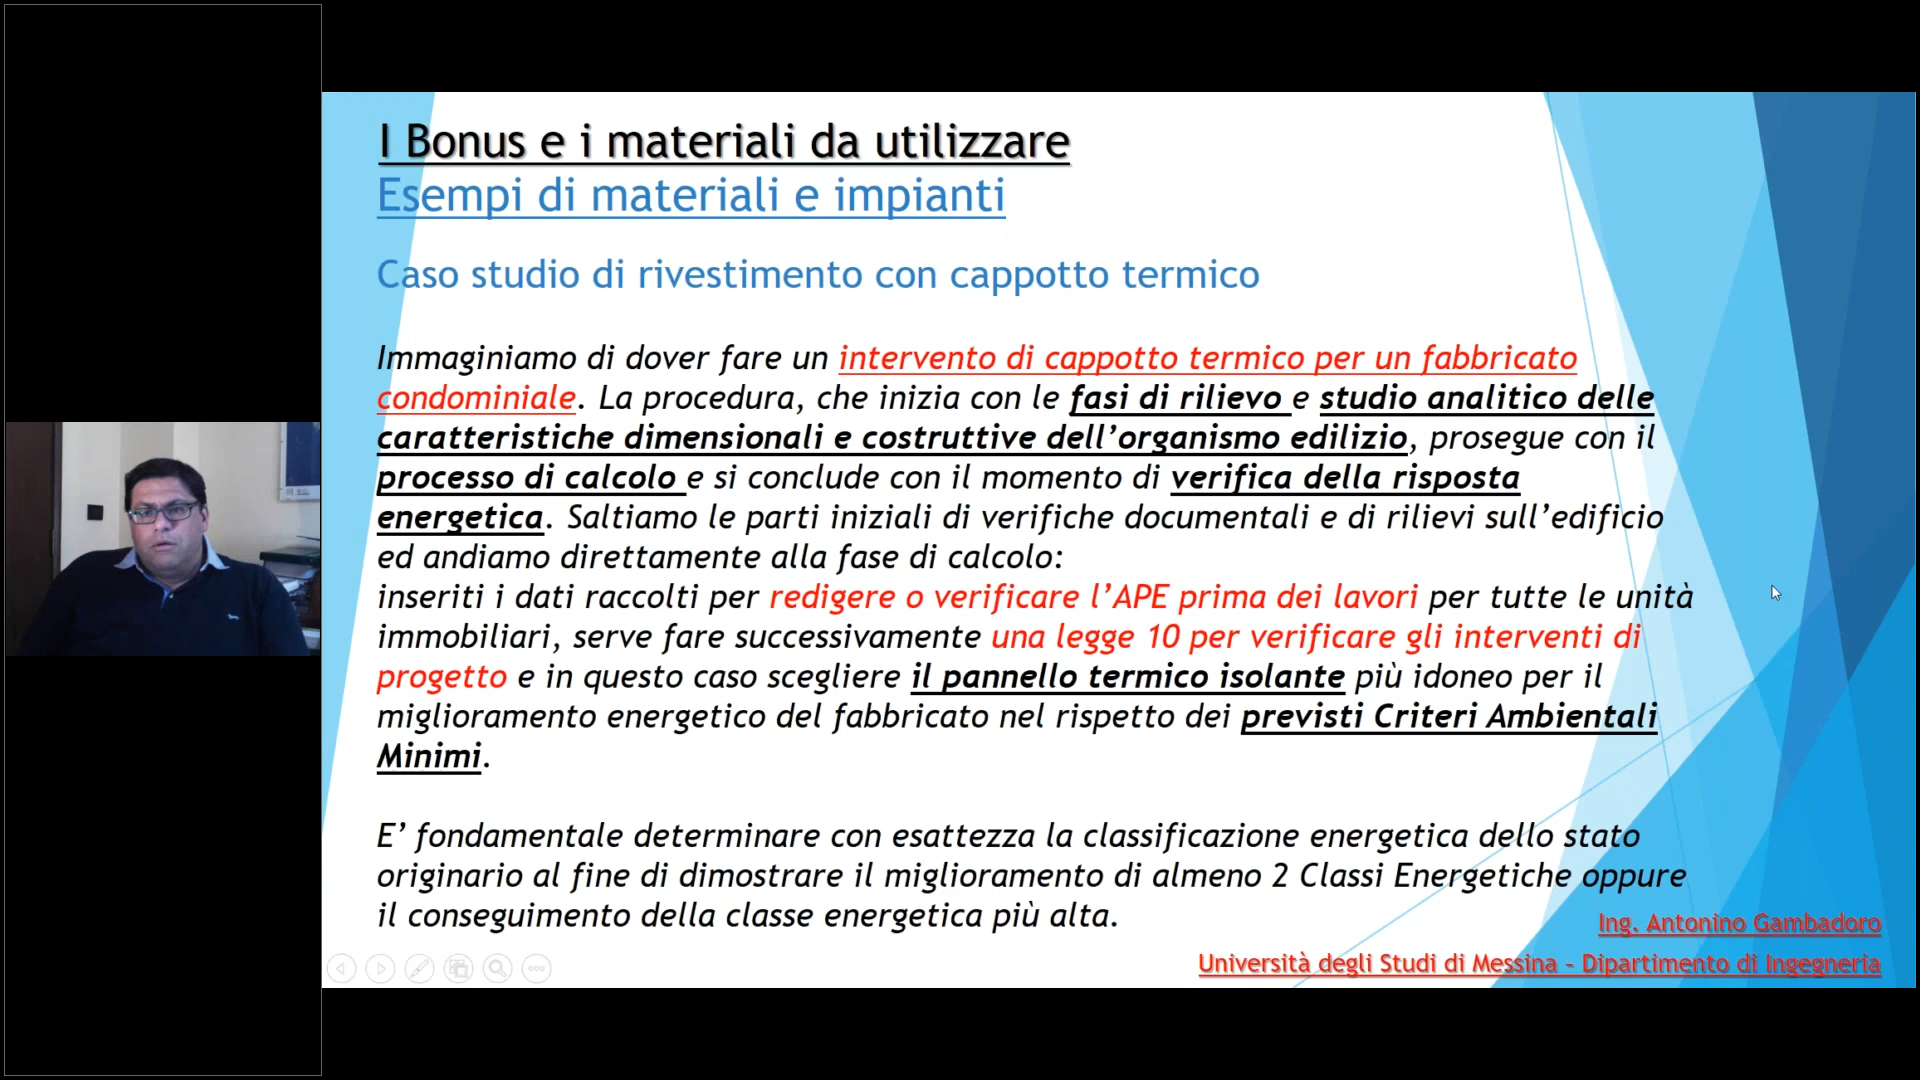 I Bonus e i materiali da utilizzare
Esempi di materiali e impianti
Caso studio di rivestimento con cappotto termico
Immaginiamo di dover fare un intervento di cappotto termico per un fabbricato
condominiale. La procedura, che inizia con le fasi di rilievo e studio analitico delle
caratteristiche dimensionali e costruttive dell’organismo edilizio, prosegue con il
processo di calcolo e si conclude con il momento di verifica della risposta
energetica. Saltiamo le parti iniziali di verifiche documentali e di rilievi sull’edificio
ed andiamo direttamente alla fase di calcolo:
inseriti i dati raccolti per redigere o verificare l’APE prima dei lavori per tutte le unità
immobiliari, serve fare successivamente una legge 10 per verificare gli interventi di
progetto e in questo caso scegliere il pannello termico isolante più idoneo per il
miglioramento energetico del fabbricato nel rispetto dei previsti Criteri Ambientali
Minimi.
E’ fondamentale determinare con esattezza la classificazione energetica dello stato
originario al fine di dimostrare il miglioramento di almeno 2 Classi Energetiche oppure
il conseguimento della classe energetica più alta.
Ing. Antonino Gambadoro
Università degli Studi di Messina – Dipartimento di Ingegneria